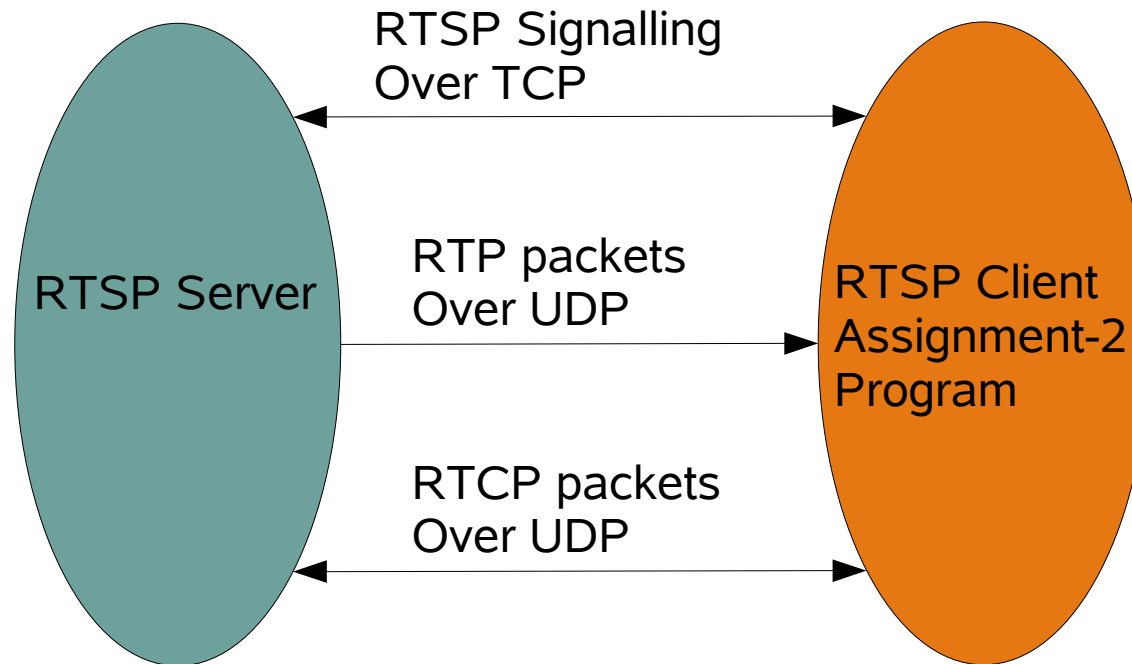 RTSP Signalling
Over TCP
RTSP Server
RTP packets
Over UDP
RTSP Client
Assignment-2
Program
RTCP packets
Over UDP